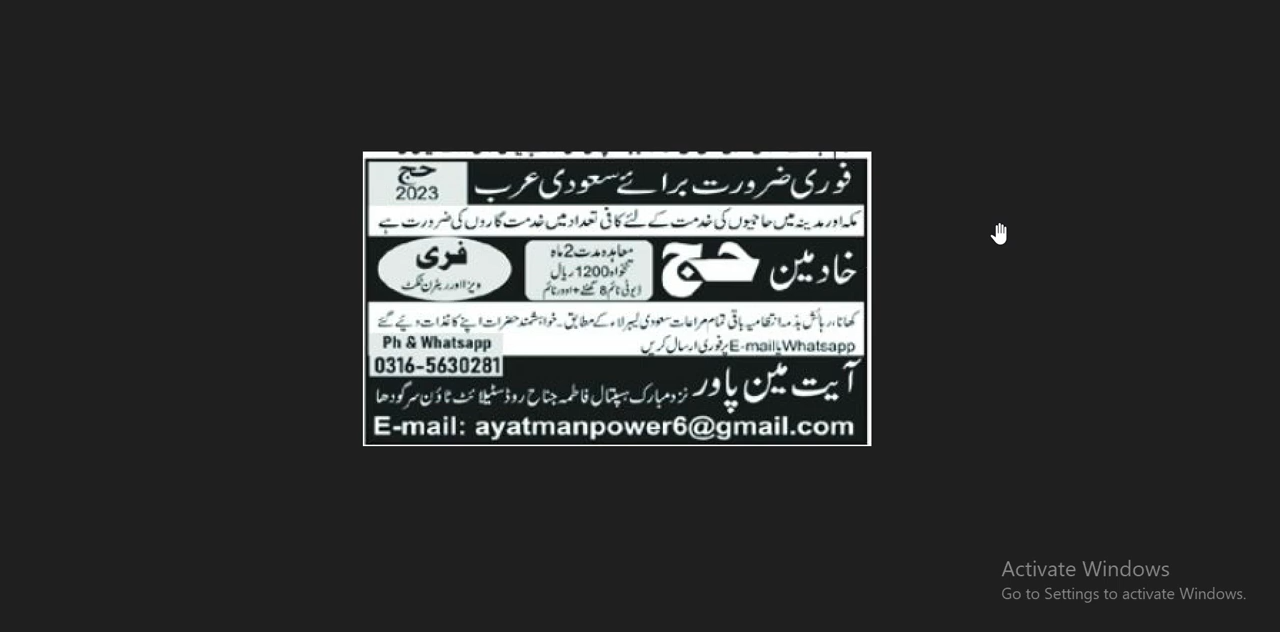 فوری ضرورت برائے سعودی عرب
حج
2023
مکہ اور مدینہ میں حاجیوں کی خدمت کے لئے کافی تعداد میں خدمت گاروں کی ضرورت ہے
خادمین حج
معاہدہ مدت 2 ماہ
تنخواہ 1200 ریال
ڈیوٹی ٹائم 8 گھنٹے + اوور ٹائم
فری
ویزا اور ریٹرن ٹکٹ
کھانا، رہائش بذمہ انتظامیہ باقی تمام مراعات سعودی لیبر لاء کے مطابق۔ خواہشمند حضرات اپنے کاغذات دیئے گئے
Whatsapp یا E-mail پر فوری ارسال کریں
Ph & Whatsapp
0316-5630281
آیت مین پاور نزد مبارک ہسپتال فاطمہ جناح روڈ سٹیلائٹ ٹاؤن سرگودھا
E-mail: ayatmanpower6@gmail.com
Activate Windows
Go to Settings to activate Windows.